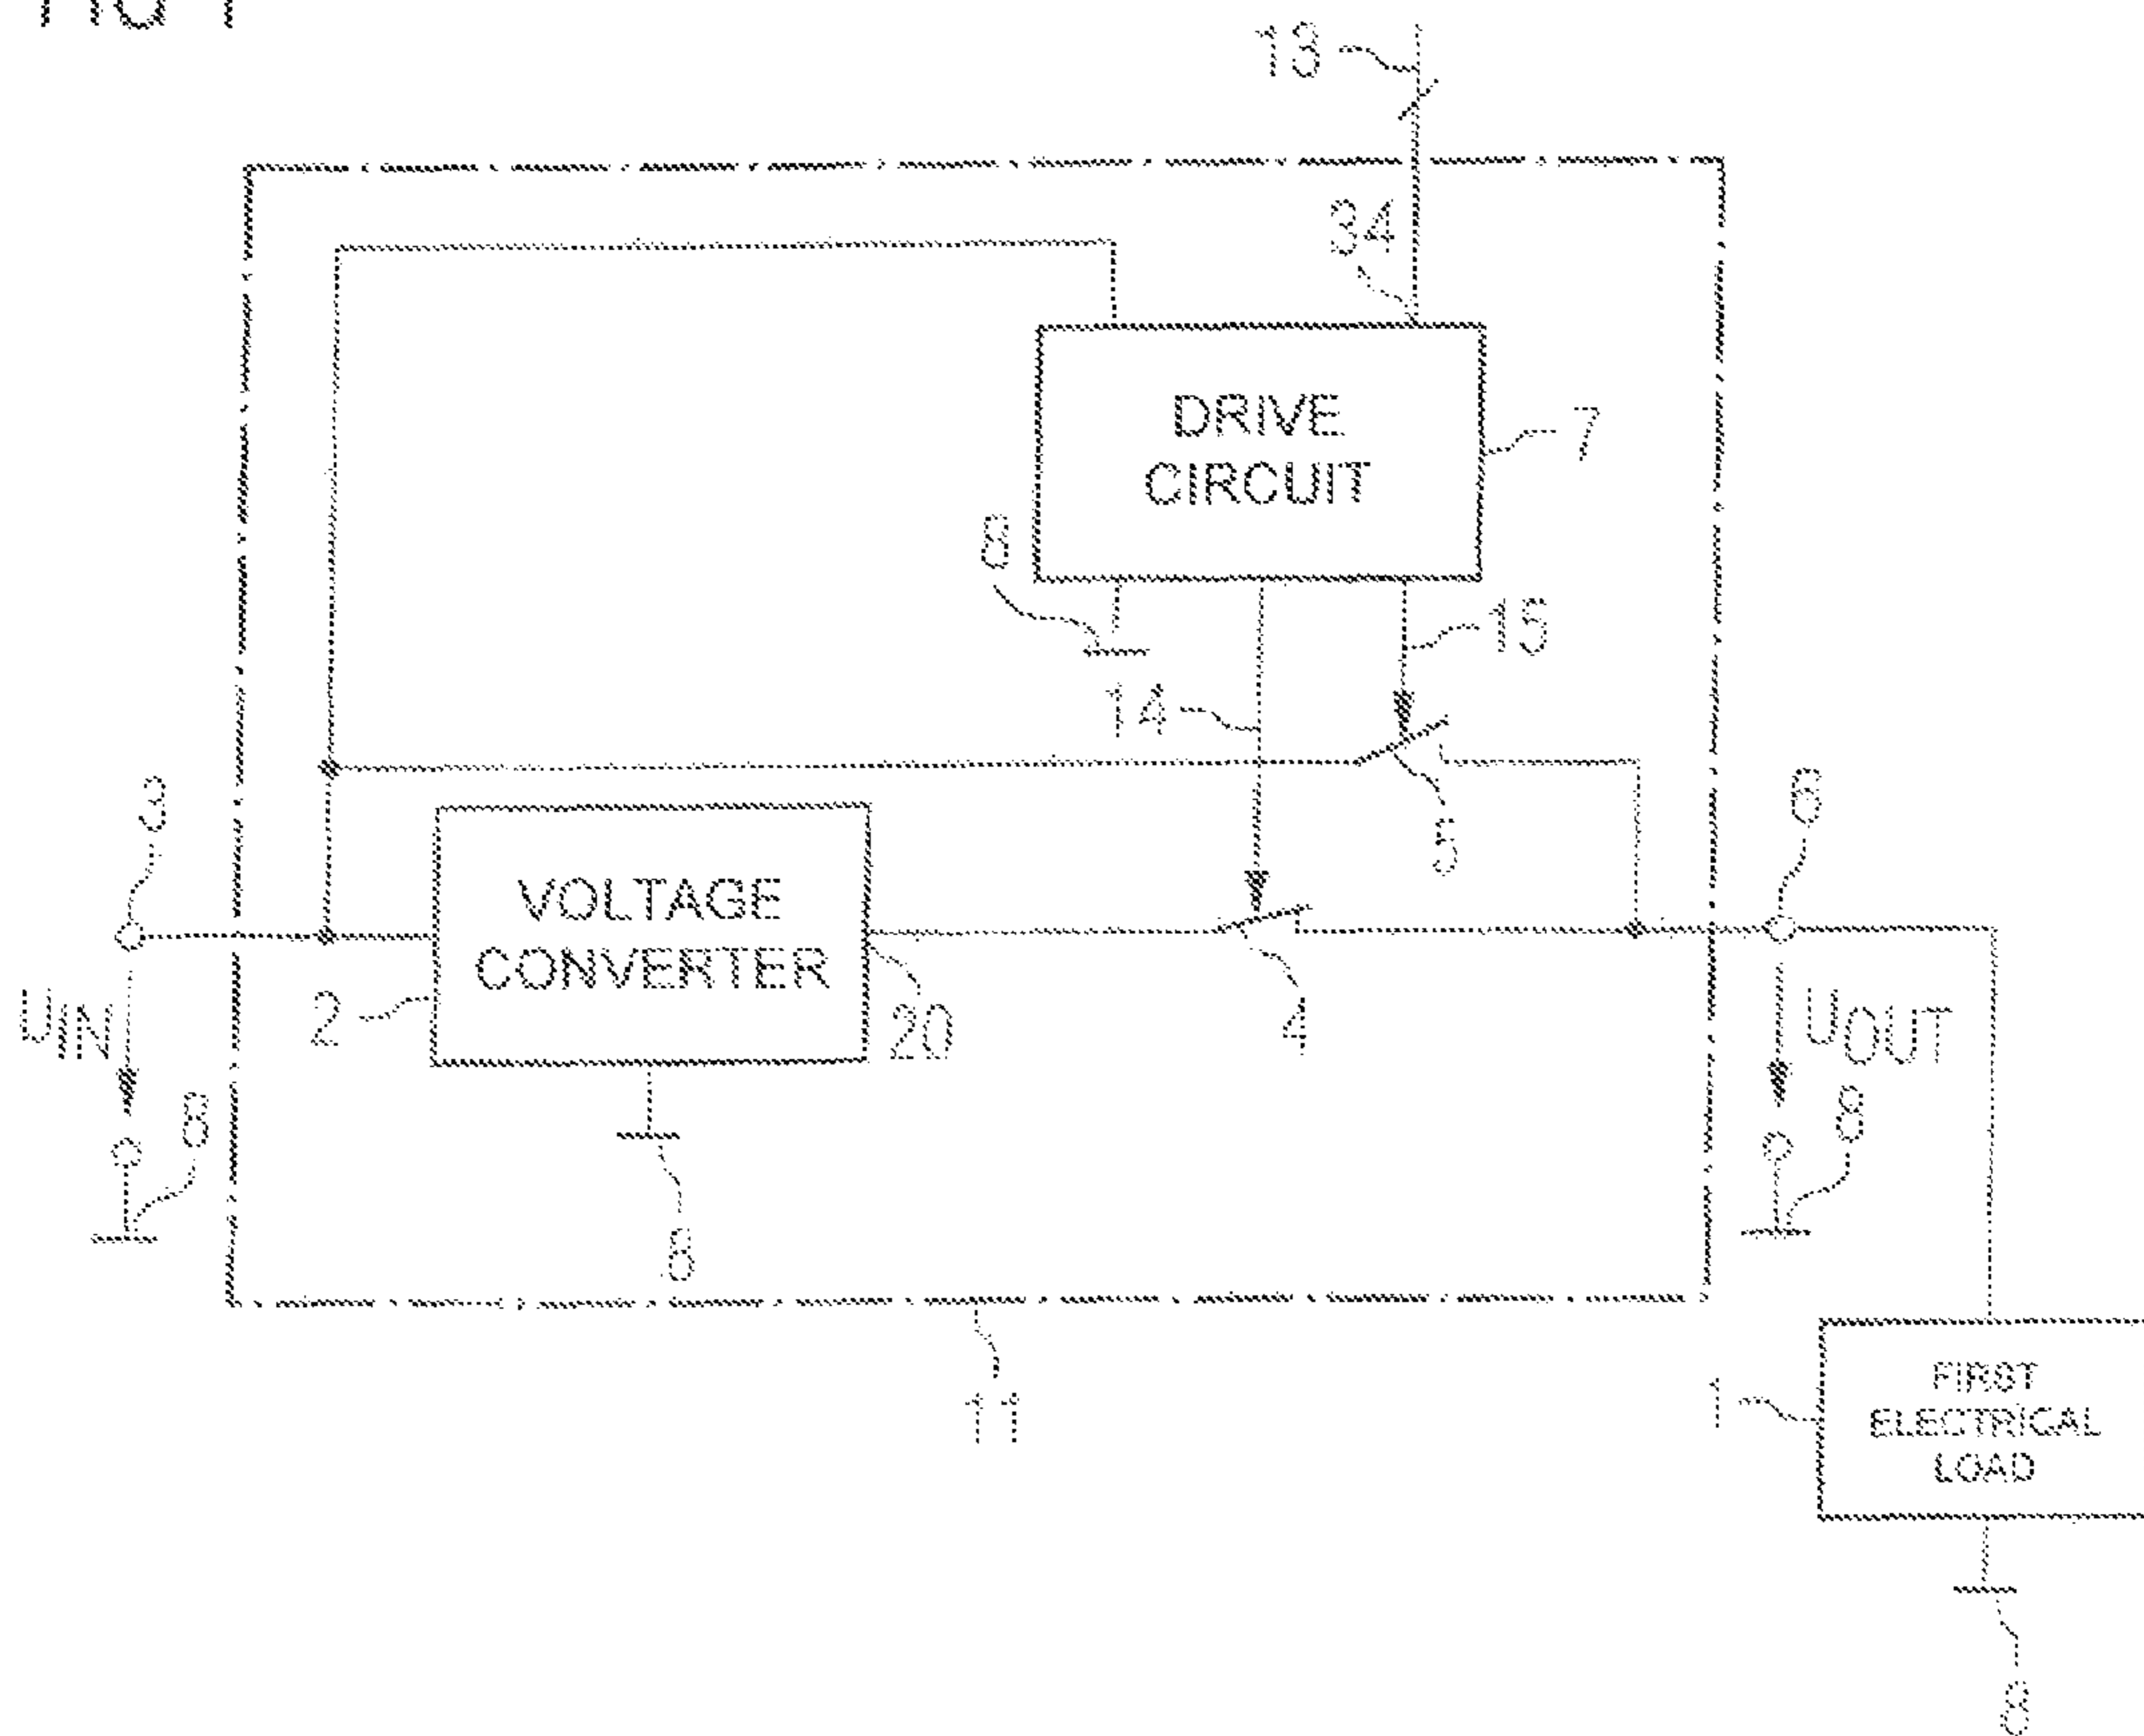 13
34
DRIVE
CIRCUIT
7
8
15
14
3
5
6
VOLTAGE
CONVERTER
UIN
2
20
4
UOUT
8
8
8
11
1
FIRST
ELECTRICAL
LOAD
8